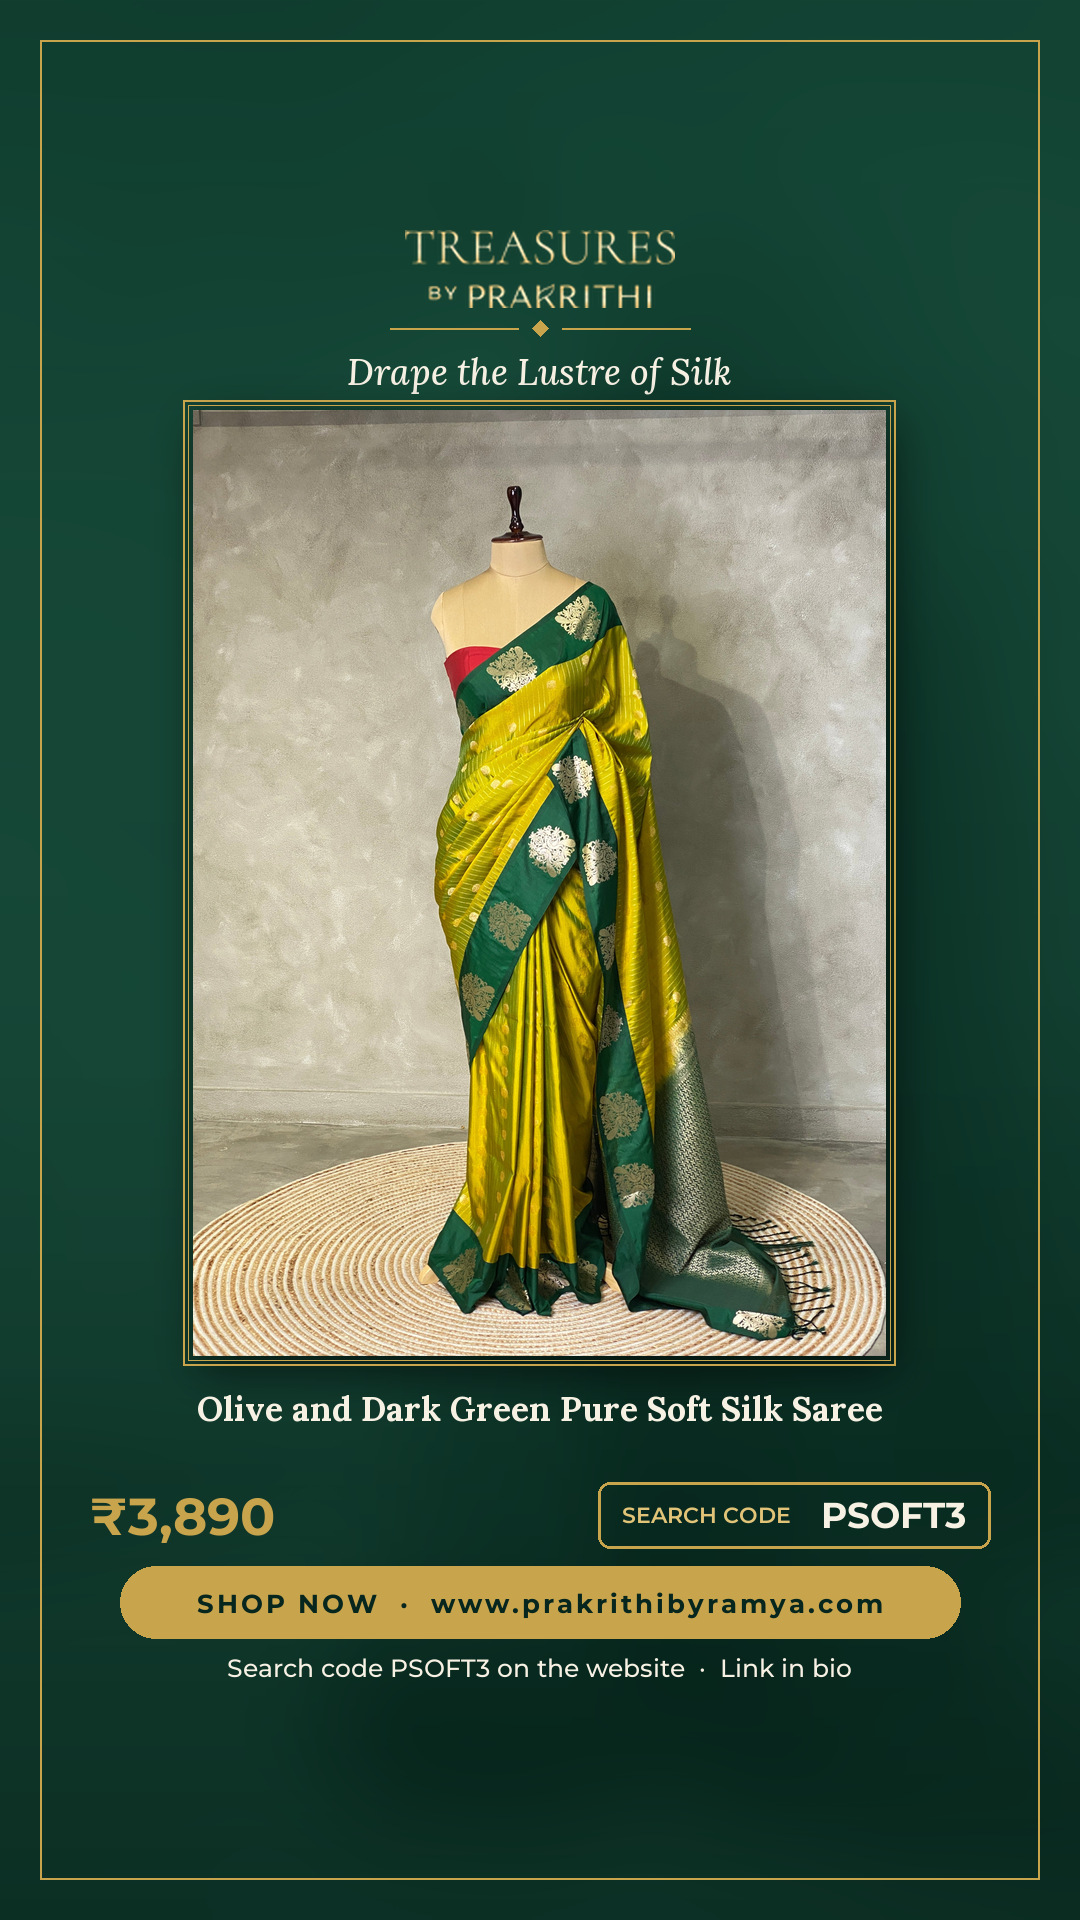 TREASURES
BY PRAKRITHI
Drape the Lustre of Silk
Olive and Dark Green Pure Soft Silk Saree
₹3,890
SEARCH CODE PSOFT3
SHOP NOW · www.prakrithibyramya.com
Search code PSOFT3 on the website · Link in bio